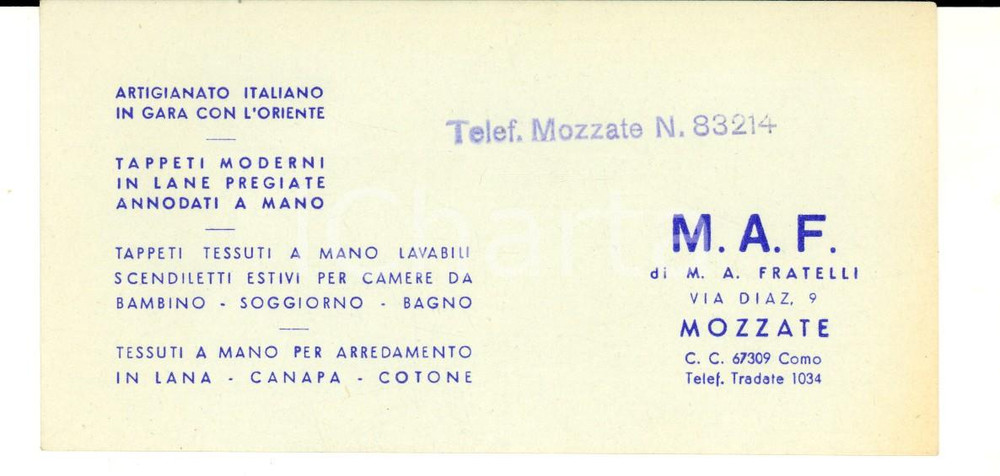 ARTIGIANATO ITALIANO
IN GARA CON L'ORIENTE
TAPPETI MODERNI
IN LANE PREGIATE
ANNODATI A MANO
TAPPETI TESSUTI A MANO LAVABILI
SCENDILETTI ESTIVI PER CAMERE DA
BAMBINO - SOGGIORNO - BAGNO
TESSUTI A MANO PER ARREDAMENTO
IN LANA - CANAPA - COTONE
Telef. Mozzate N. 83214
M. A. F.
di M. A. FRATELLI
VIA DIAZ, 9
MOZZATE
C. C. 67309 Como
Telef. Tradate 1034